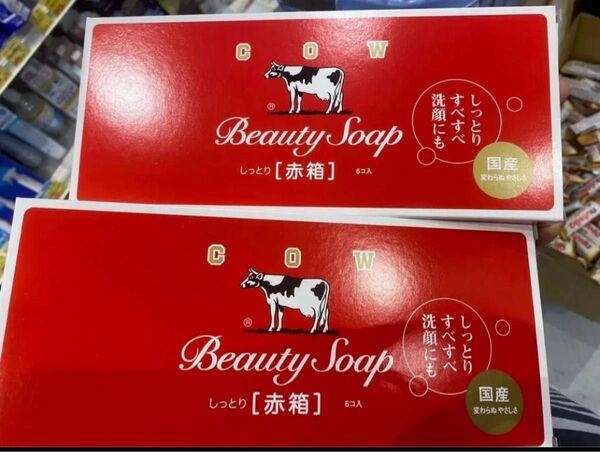 COW
®
Beauty Soap
しっとり[赤箱] 6コ入
しっとり
すべすべ
洗顔にも
国産
変わらぬ やさしさ
COW
®
Beauty Soap
しっとり[赤箱] 6コ入
しっとり
すべすべ
洗顔にも
国産
変わらぬ やさしさ